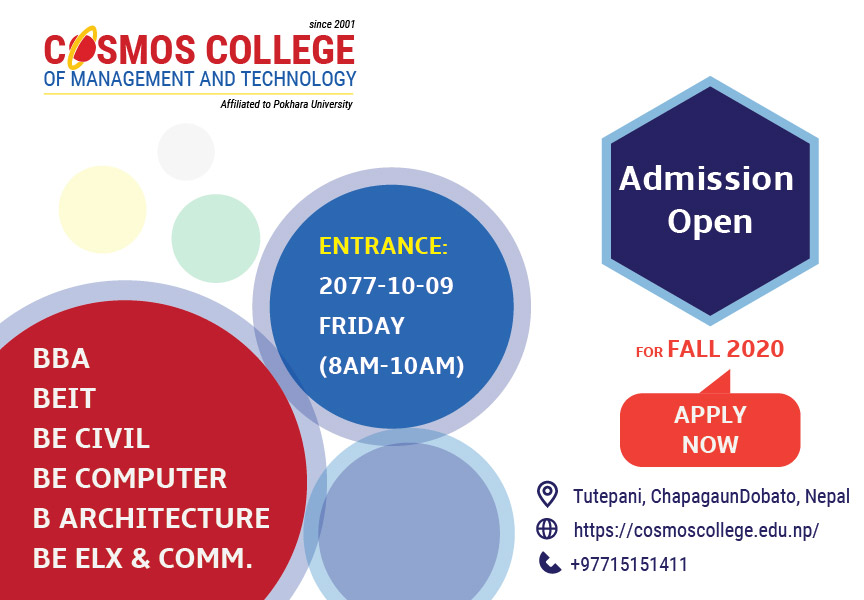 since 2001
COSMOS COLLEGE
OF MANAGEMENT AND TECHNOLOGY
Affiliated to Pokhara University
ENTRANCE:
2077-10-09
FRIDAY
(8AM-10AM)
BBA
BEIT
BE CIVIL
BE COMPUTER
B ARCHITECTURE
BE ELX & COMM.
Admission
Open
FOR FALL 2020
APPLY
NOW
Tutepani, ChapagaunDobato, Nepal
https://cosmoscollege.edu.np/
+97715151411